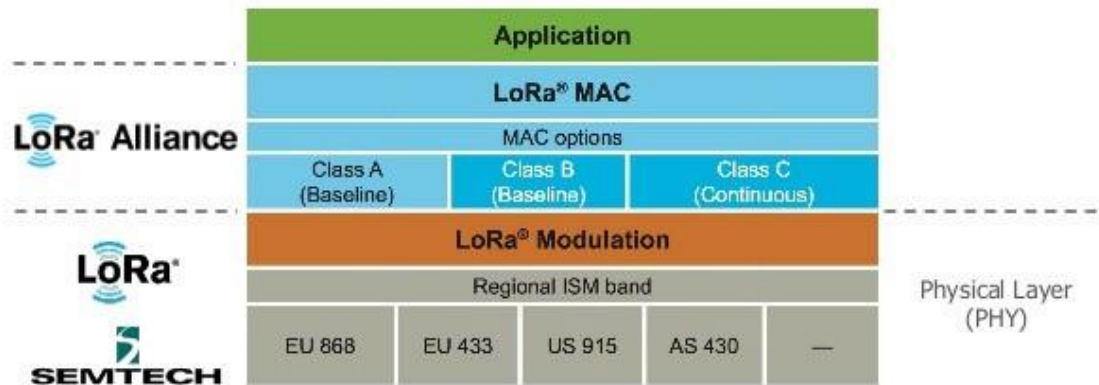 Application
LoRa® MAC
LoRa Alliance
MAC options
Class A
(Baseline)
Class B
(Baseline)
Class C
(Continuous)
LoRa® Modulation
LoRa®
Regional ISM band
Physical Layer
(PHY)
SEMTECH
EU 868
EU 433
US 915
AS 430
—